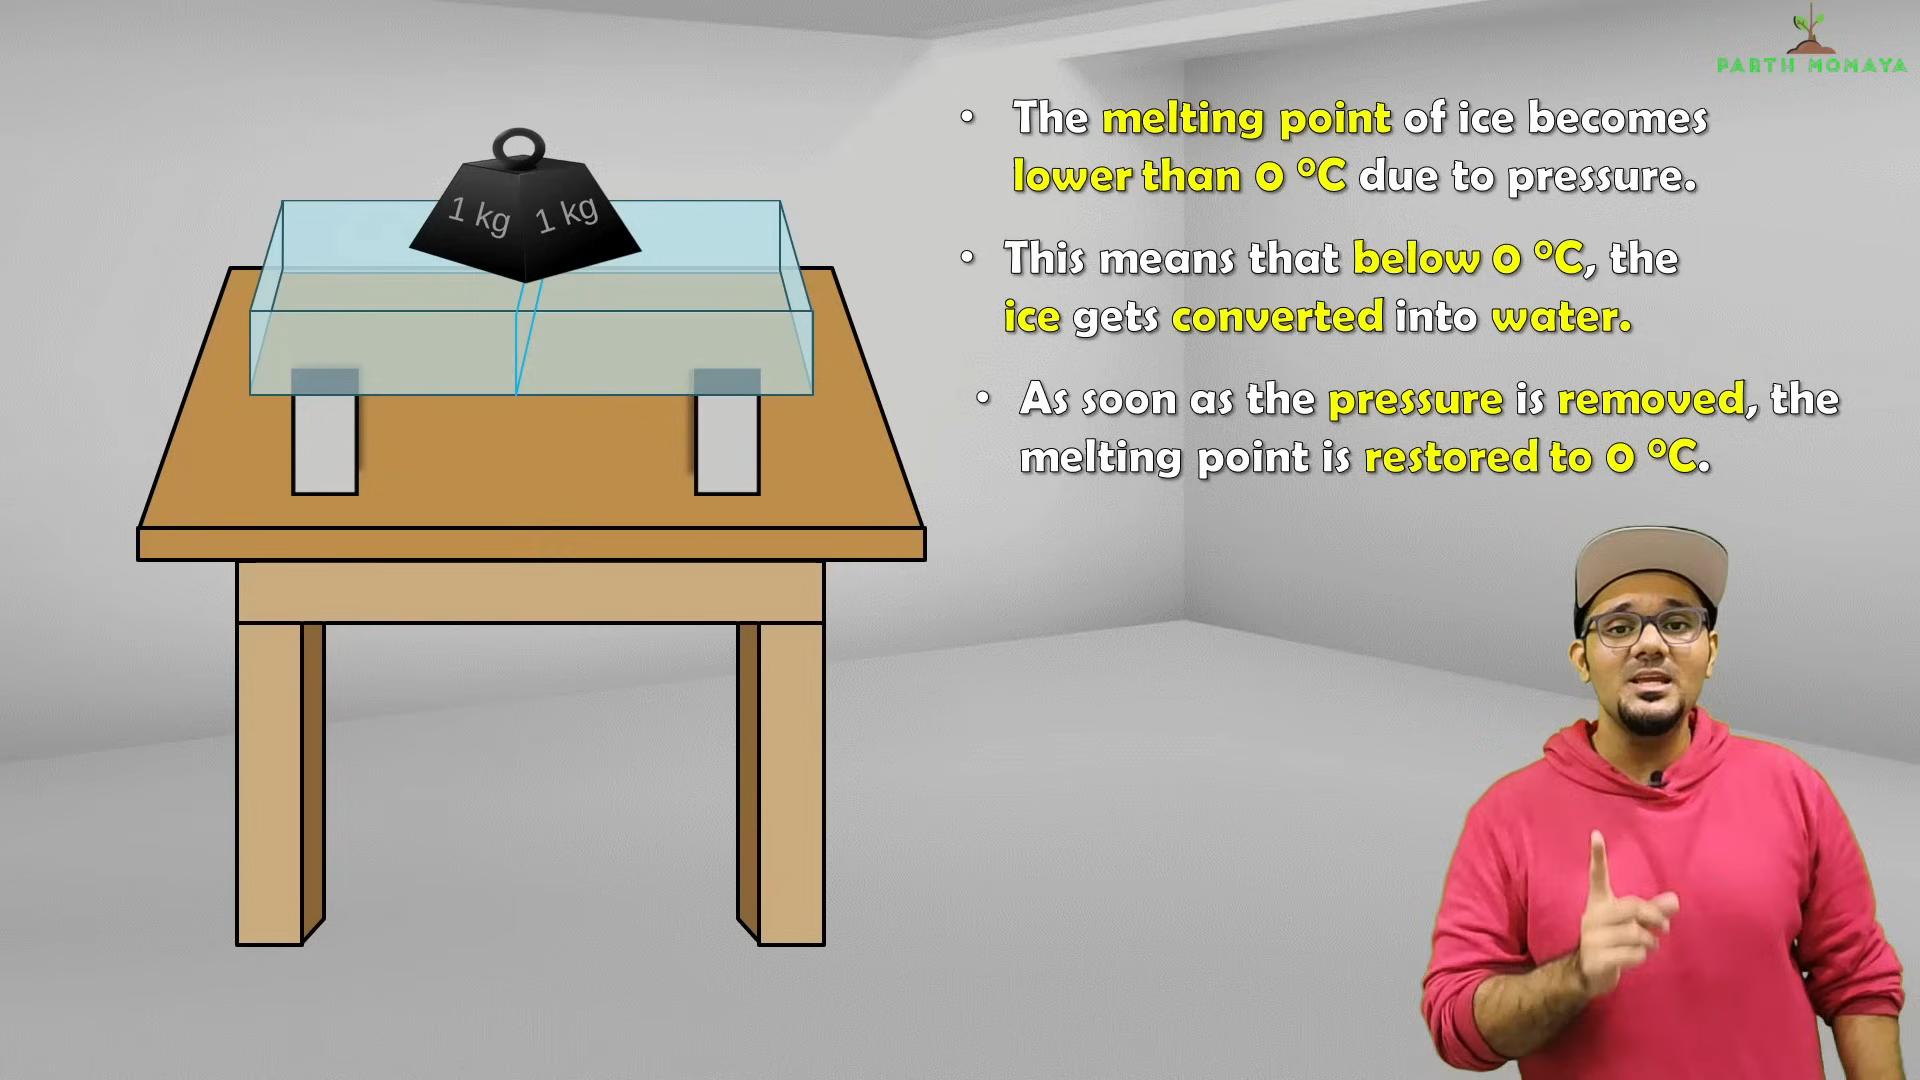 PARTH MOMAYA
1 kg 1 kg
• The melting point of ice becomes
lower than 0 °C due to pressure.
• This means that below 0 °C, the
ice gets converted into water.
• As soon as the pressure is removed, the
melting point is restored to 0 °C.